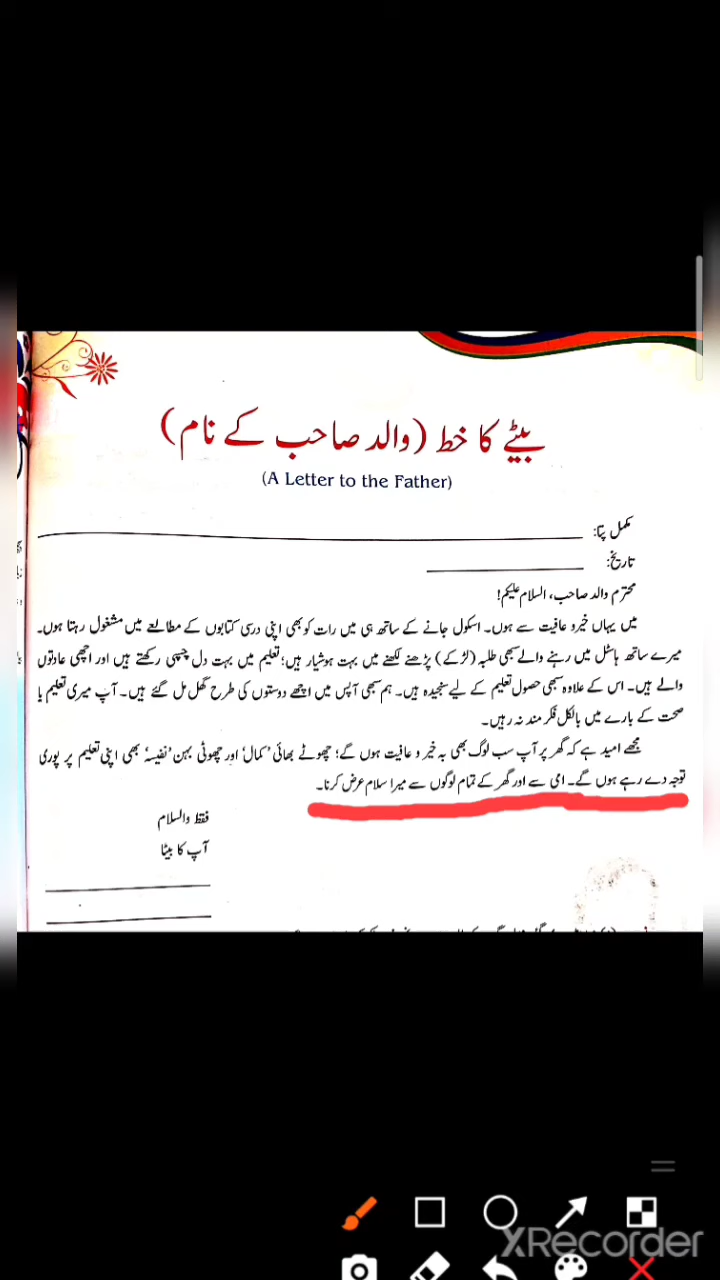 بیٹے کا خط (والد صاحب کے نام)
(A Letter to the Father)
مکمل پتا:
تاریخ:
محترم والد صاحب، السلام علیکم!
میں یہاں خیر و عافیت سے ہوں۔ اسکول جانے کے ساتھ ہی میں رات کو بھی اپنی درسی کتابوں کے مطالعے میں مشغول رہتا ہوں۔
میرے ساتھ ہاسٹل میں رہنے والے سبھی طلبہ (لڑکے) پڑھنے لکھنے میں بہت ہوشیار ہیں؛ تعلیم میں بہت دل چسپی رکھتے ہیں اور اچھی عادتوں
والے ہیں۔ اس کے علاوہ سبھی حصول تعلیم کے لیے سنجیدہ ہیں۔ ہم سبھی آپس میں اچھے دوستوں کی طرح گھل مل گئے ہیں۔ آپ میری تعلیم یا
صحت کے بارے میں بالکل فکر مند نہ رہیں۔
مجھے امید ہے کہ گھر پر آپ سب لوگ بھی بہ خیر و عافیت ہوں گے؛ چھوٹے بھائی 'کمال' اور چھوٹی بہن 'نفیسہ' بھی اپنی تعلیم پر پوری
توجہ دے رہے ہوں گے۔ امی سے اور گھر کے تمام لوگوں سے میرا سلام عرض کرنا۔
فقط والسلام
آپ کا بیٹا
XRecorder